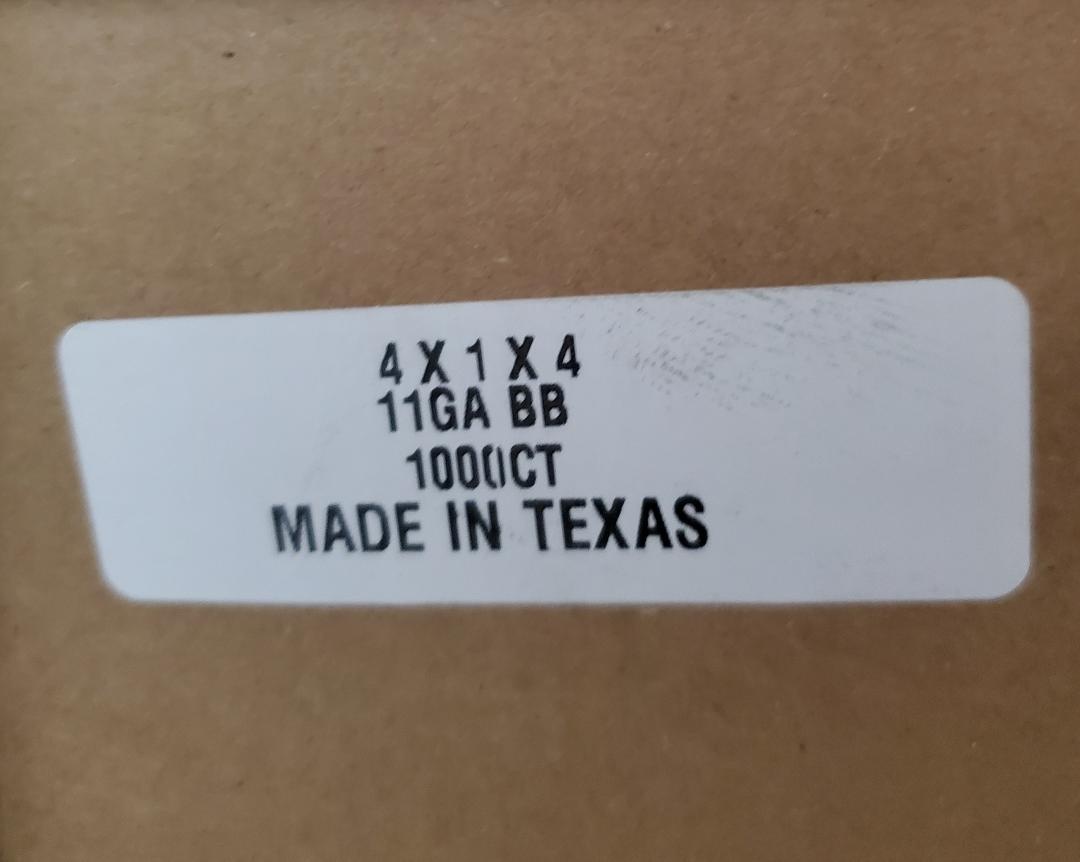 4 X 1 X 4
11GA BB
1000CT
MADE IN TEXAS